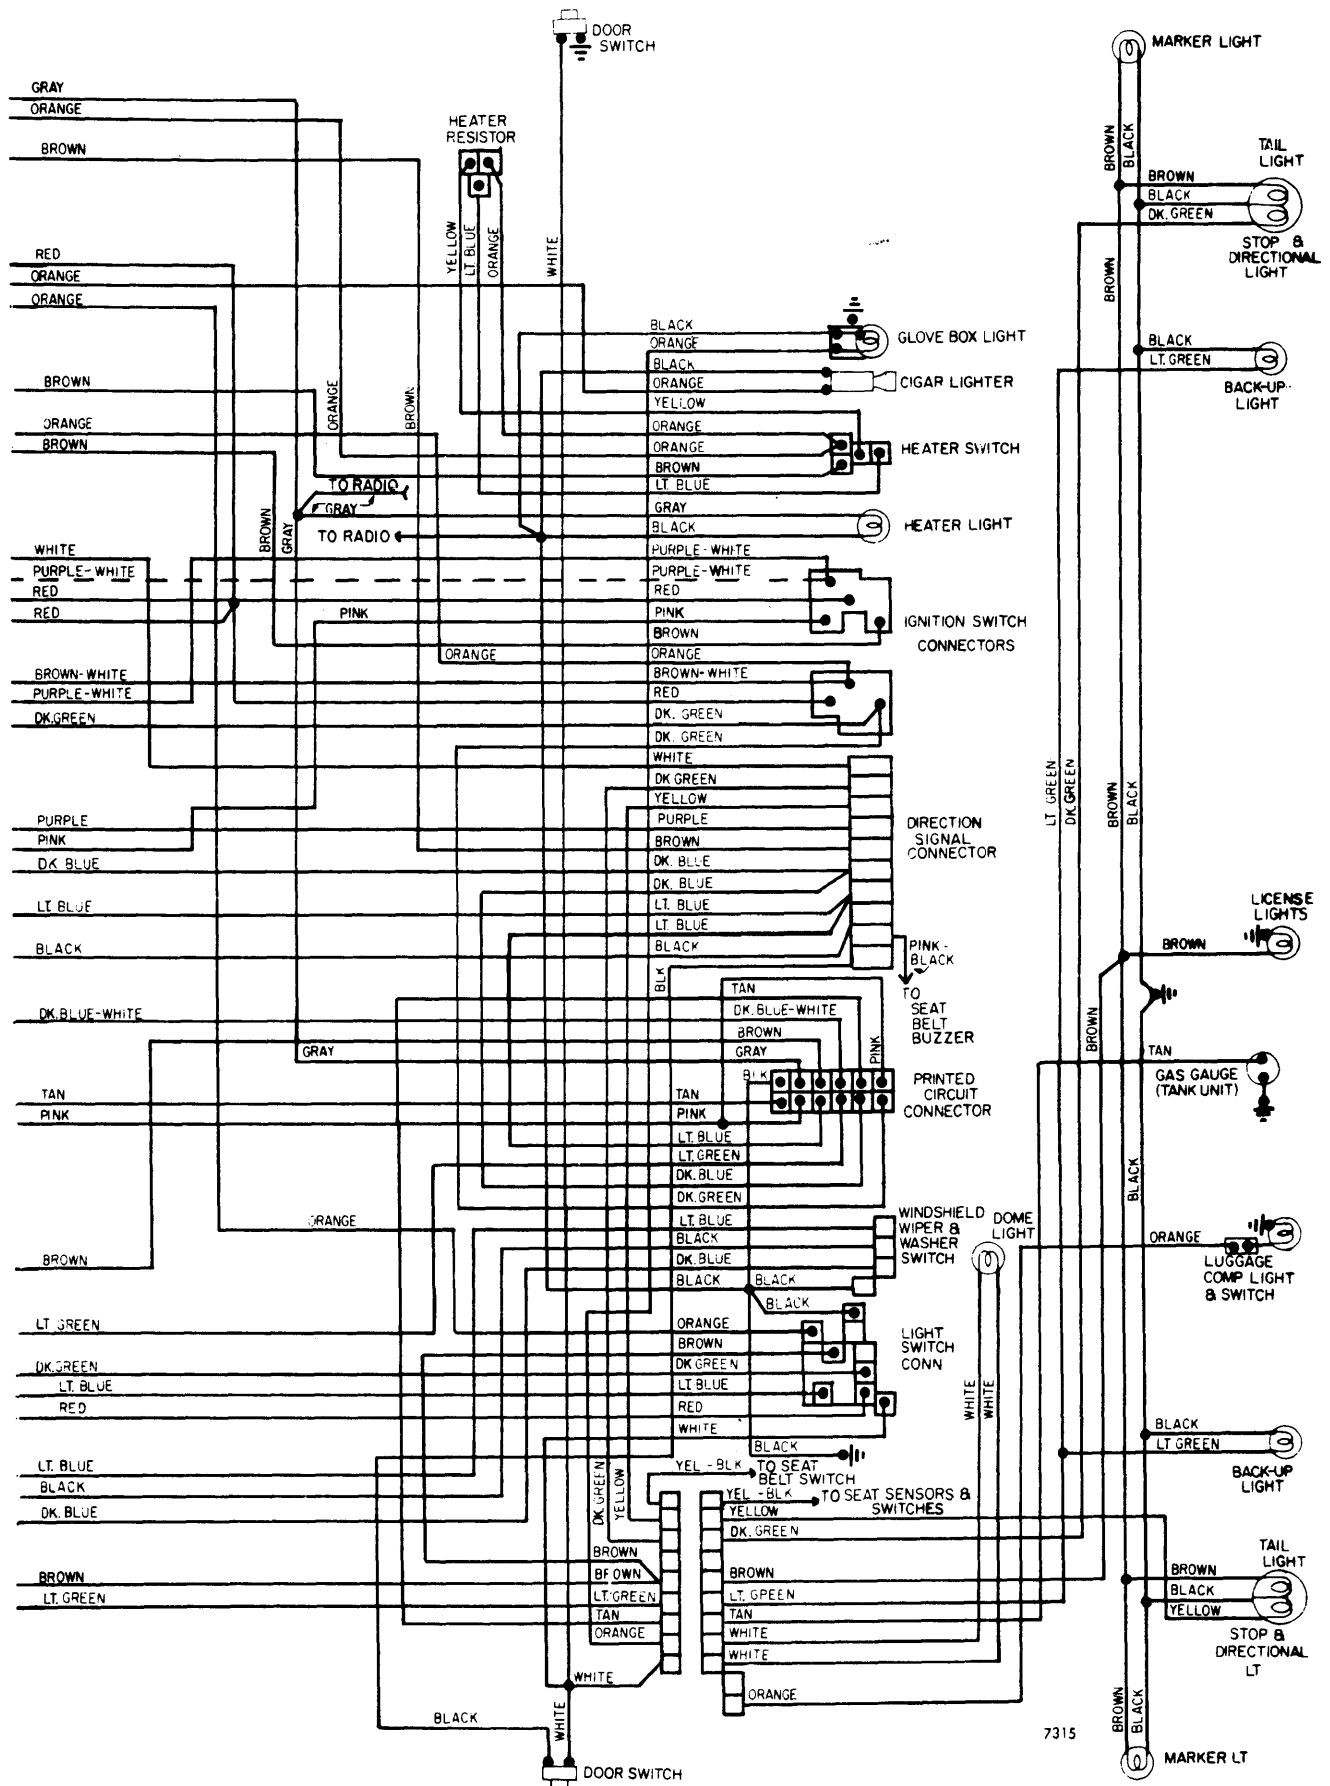 DOOR
SWITCH
MARKER LIGHT
GRAY
ORANGE
BROWN
HEATER
RESISTOR
BROWN
BLACK
TAIL
LIGHT
BROWN
BLACK
DK. GREEN
STOP &
DIRECTIONAL
LIGHT
YELLOW
LT. BLUE
ORANGE
WHITE
BROWN
RED
ORANGE
ORANGE
BLACK
ORANGE
GLOVE BOX LIGHT
BLACK
ORANGE
CIGAR LIGHTER
BLACK
LT. GREEN
BACK-UP
LIGHT
BROWN
ORANGE
BROWN
YELLOW
ORANGE
ORANGE
BROWN
LT. BLUE
HEATER SWITCH
ORANGE
BROWN
TO RADIO
GRAY
TO RADIO
BROWN
GRAY
GRAY
BLACK
HEATER LIGHT
WHITE
PURPLE-WHITE
RED
RED
PURPLE-WHITE
PURPLE-WHITE
RED
PINK
PINK
BROWN
IGNITION SWITCH
CONNECTORS
ORANGE
ORANGE
BROWN-WHITE
PURPLE-WHITE
DK.GREEN
BROWN-WHITE
RED
DK. GREEN
DK. GREEN
WHITE
DK GREEN
YELLOW
PURPLE
BROWN
DK. BLUE
DK. BLUE
LT. BLUE
LT. BLUE
BLACK
DIRECTION
SIGNAL
CONNECTOR
LT GREEN
DK GREEN
BROWN
BLACK
PURPLE
PINK
DK BLUE
LT BLUE
BLACK
BLK
PINK-
BLACK
TO
SEAT
BELT
BUZZER
LICENSE
LIGHTS
BROWN
BROWN
DK.BLUE-WHITE
TAN
DK.BLUE-WHITE
BROWN
GRAY
GRAY
PINK
BLK
TAN
GAS GAUGE
(TANK UNIT)
TAN
PINK
TAN
PINK
PRINTED
CIRCUIT
CONNECTOR
LT. BLUE
LT. GREEN
DK.BLUE
DK.GREEN
BLACK
ORANGE
BROWN
LT.BLUE
BLACK
DK.BLUE
BLACK
BLACK
BLACK
WINDSHIELD
WIPER &
WASHER
SWITCH
DOME
LIGHT
ORANGE
LUGGAGE
COMP LIGHT
& SWITCH
LT GREEN
DK.GREEN
LT. BLUE
RED
ORANGE
BROWN
DK GREEN
LT BLUE
RED
WHITE
LIGHT
SWITCH
CONN
WHITE
WHITE
BLACK
LT GREEN
BACK-UP
LIGHT
BLACK
YEL -BLK
TO SEAT
BELT SWITCH
YEL -BLK
TO SEAT SENSORS &
SWITCHES
LT. BLUE
BLACK
DK. BLUE
DK GREEN
YELLOW
YELLOW
DK. GREEN
BROWN
BROWN
BROWN
LT. GREEN
BROWN
LT.GREEN
TAN
ORANGE
LT. GREEN
TAN
WHITE
WHITE
ORANGE
TAIL
LIGHT
BROWN
BLACK
YELLOW
STOP &
DIRECTIONAL
LT
WHITE
WHITE
BLACK
BROWN
BLACK
7315
DOOR SWITCH
MARKER LT